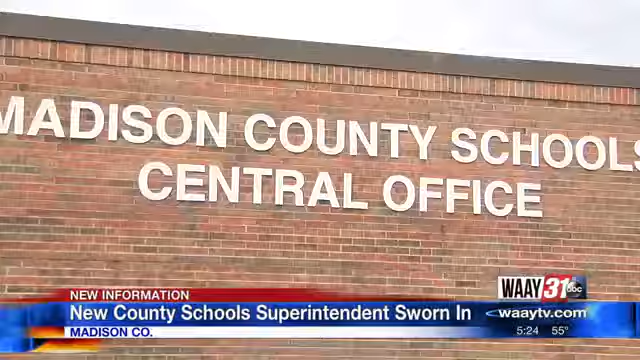 MADISON COUNTY SCHOOLS
CENTRAL OFFICE
NEW INFORMATION
WAAY 31 abc
New County Schools Superintendent Sworn In
www.waaytv.com
MADISON CO.
5:24 55°